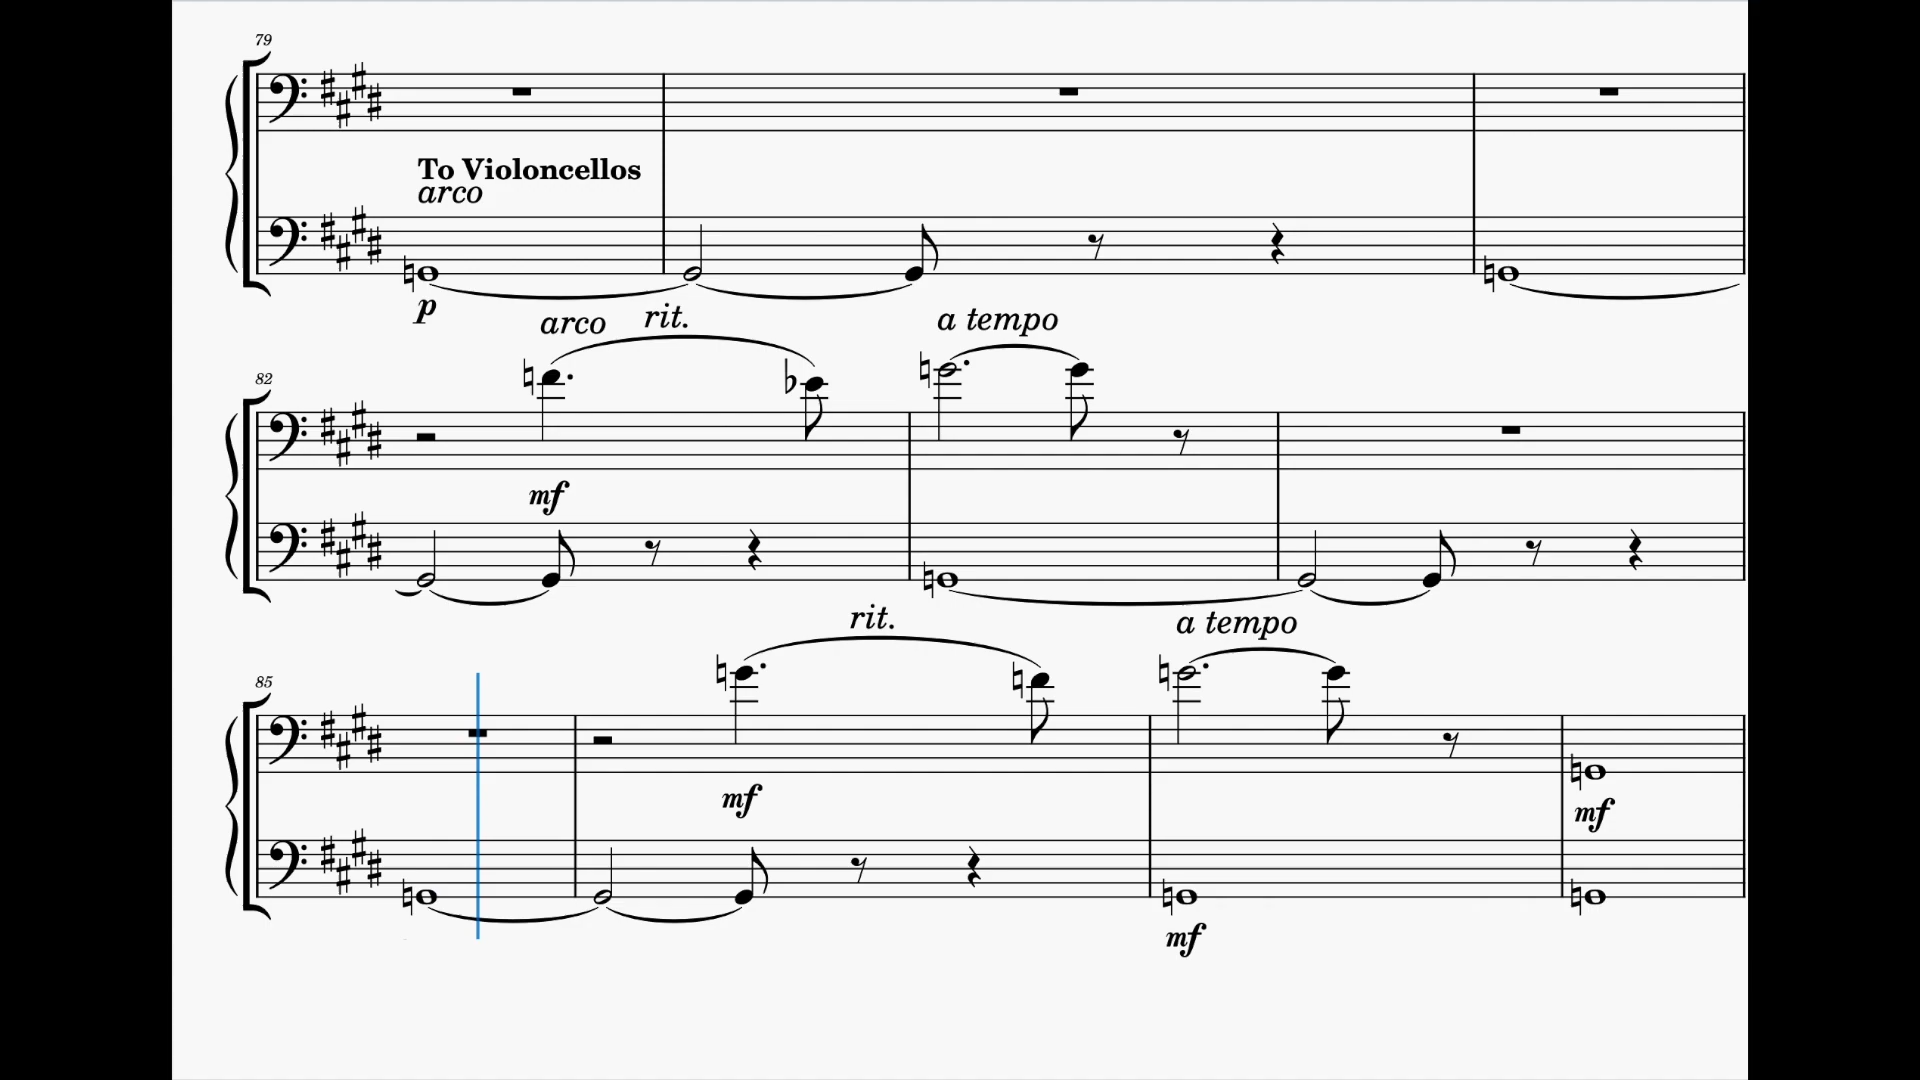 79
To Violoncellos
arco
p
arco rit. a tempo
82
mf
rit. a tempo
85
mf mf
mf